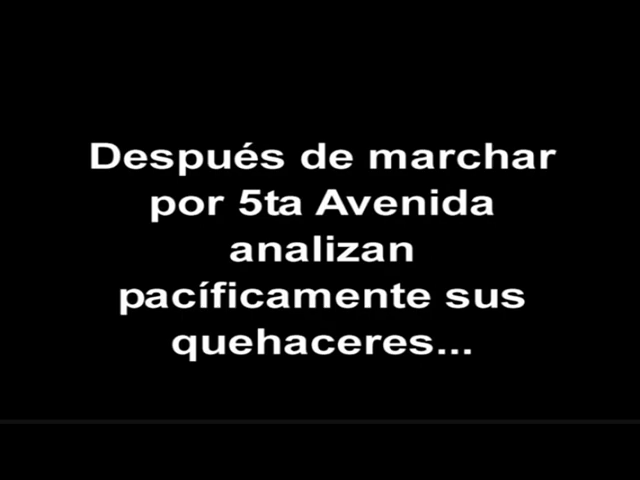 Después de marchar
por 5ta Avenida
analizan
pacíficamente sus
quehaceres...